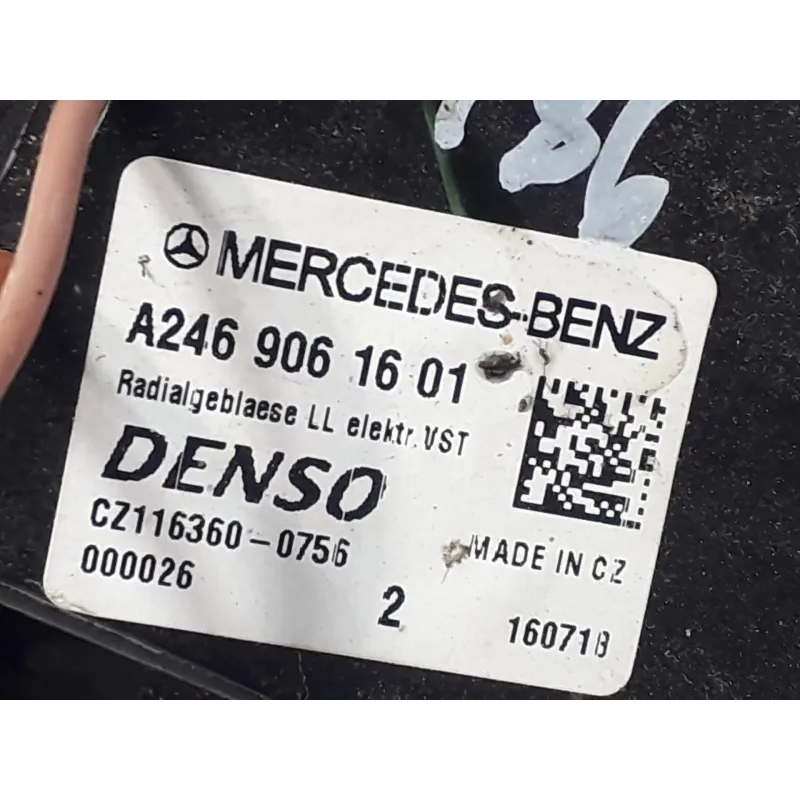 MERCEDES-BENZ
A246 906 16 01
Radialgeblaese LL elektr.VST
DENSO
CZ116360-0756
MADE IN CZ
000026
2
160718